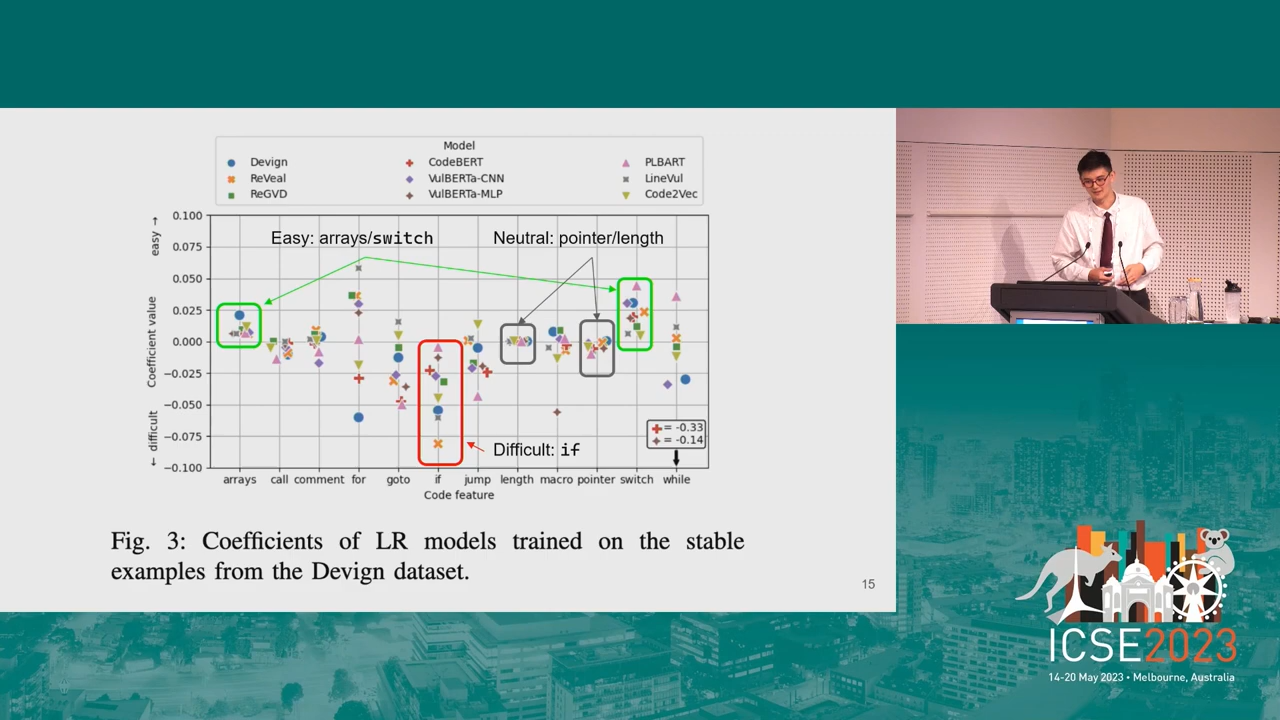 Model
Devign
ReVeal
ReGVD
CodeBERT
VulBERTa-CNN
VulBERTa-MLP
PLBART
LineVul
Code2Vec
easy →
Coefficient value
← difficult
0.100
0.075
0.050
0.025
0.000
−0.025
−0.050
−0.075
−0.100
Easy: arrays/switch
Neutral: pointer/length
Difficult: if
= -0.33
= -0.14
arrays call comment for goto if jump length macro pointer switch while
Code feature
Fig. 3: Coefficients of LR models trained on the stable
examples from the Devign dataset.
15
ICSE2023
14-20 May 2023 • Melbourne, Australia